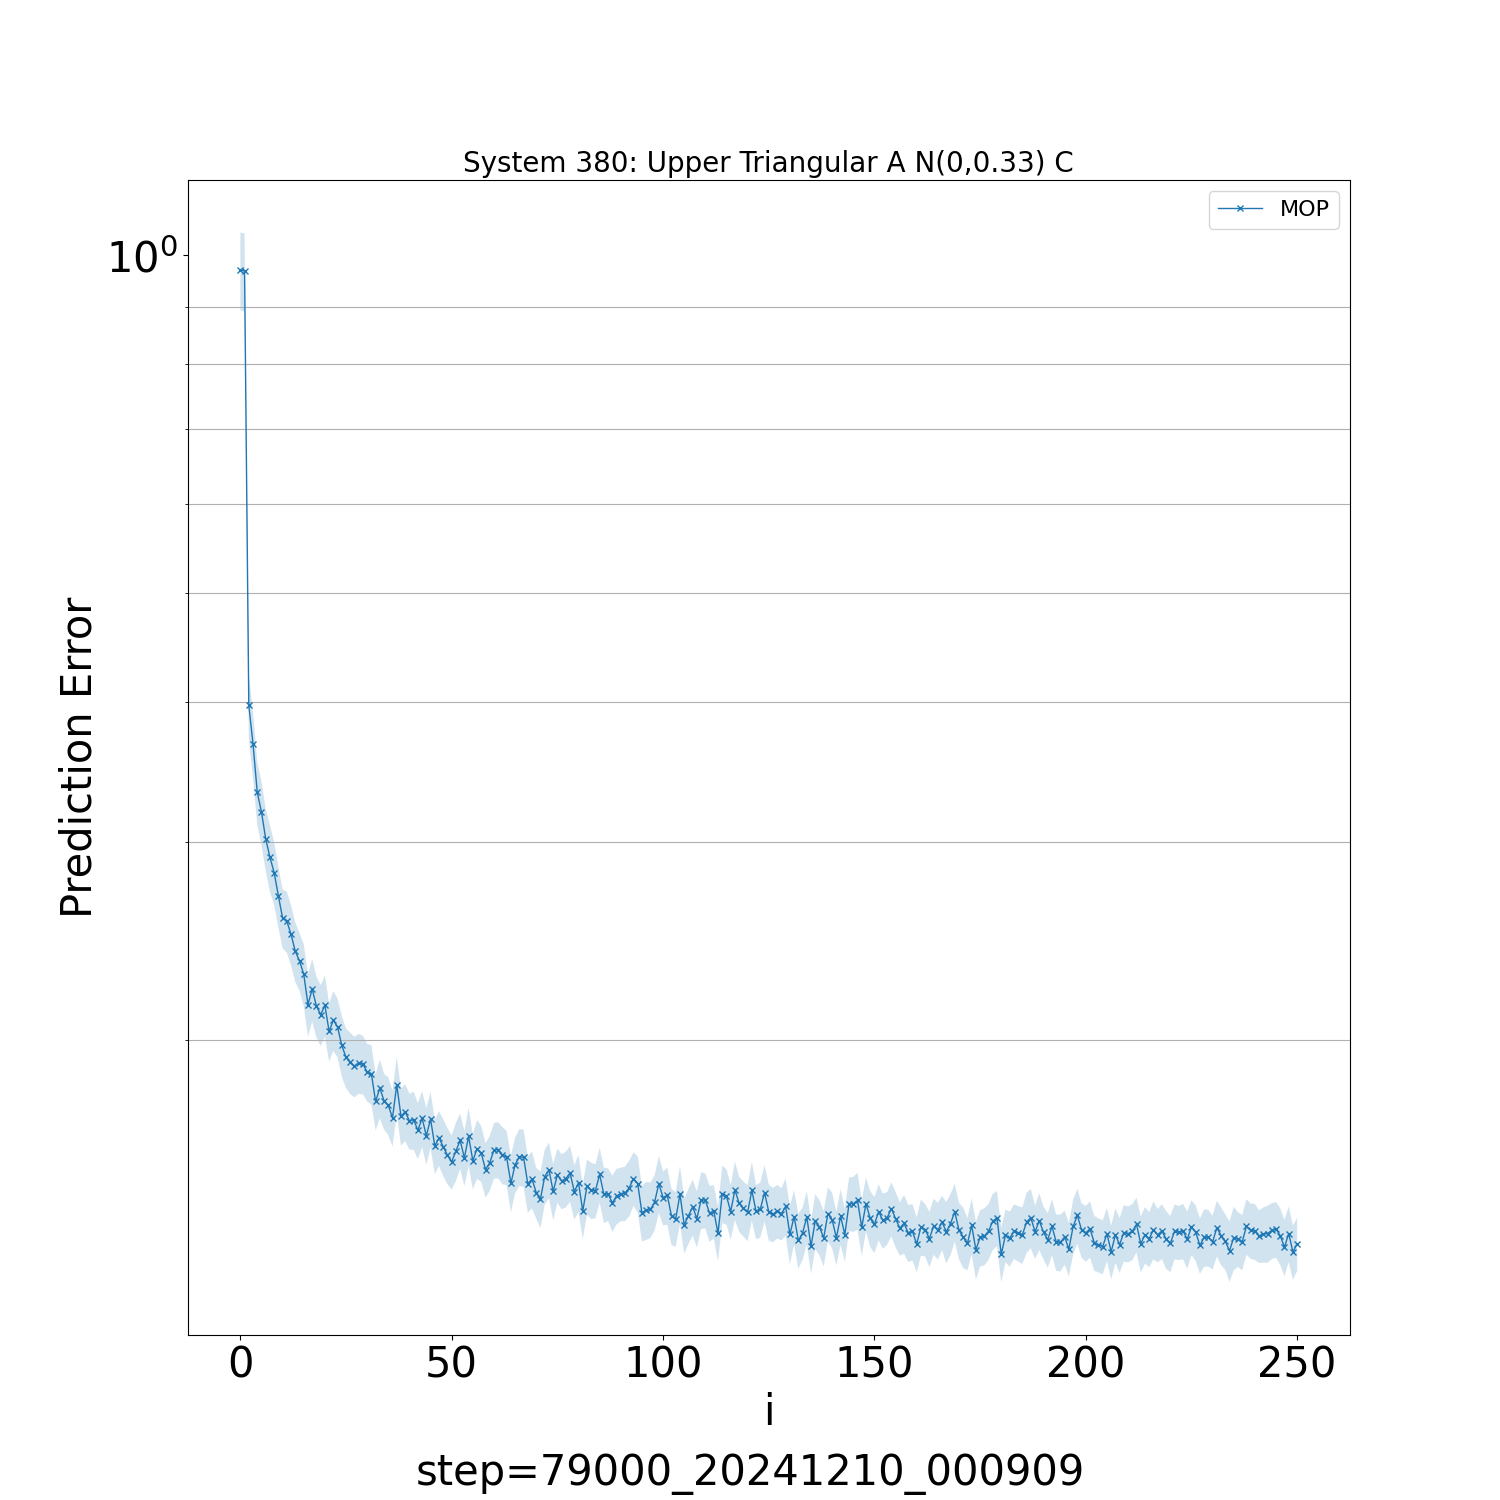 System 380: Upper Triangular A N(0,0.33) C
MOP
10⁰
Prediction Error
0 50 100 150 200 250
i
step=79000_20241210_000909